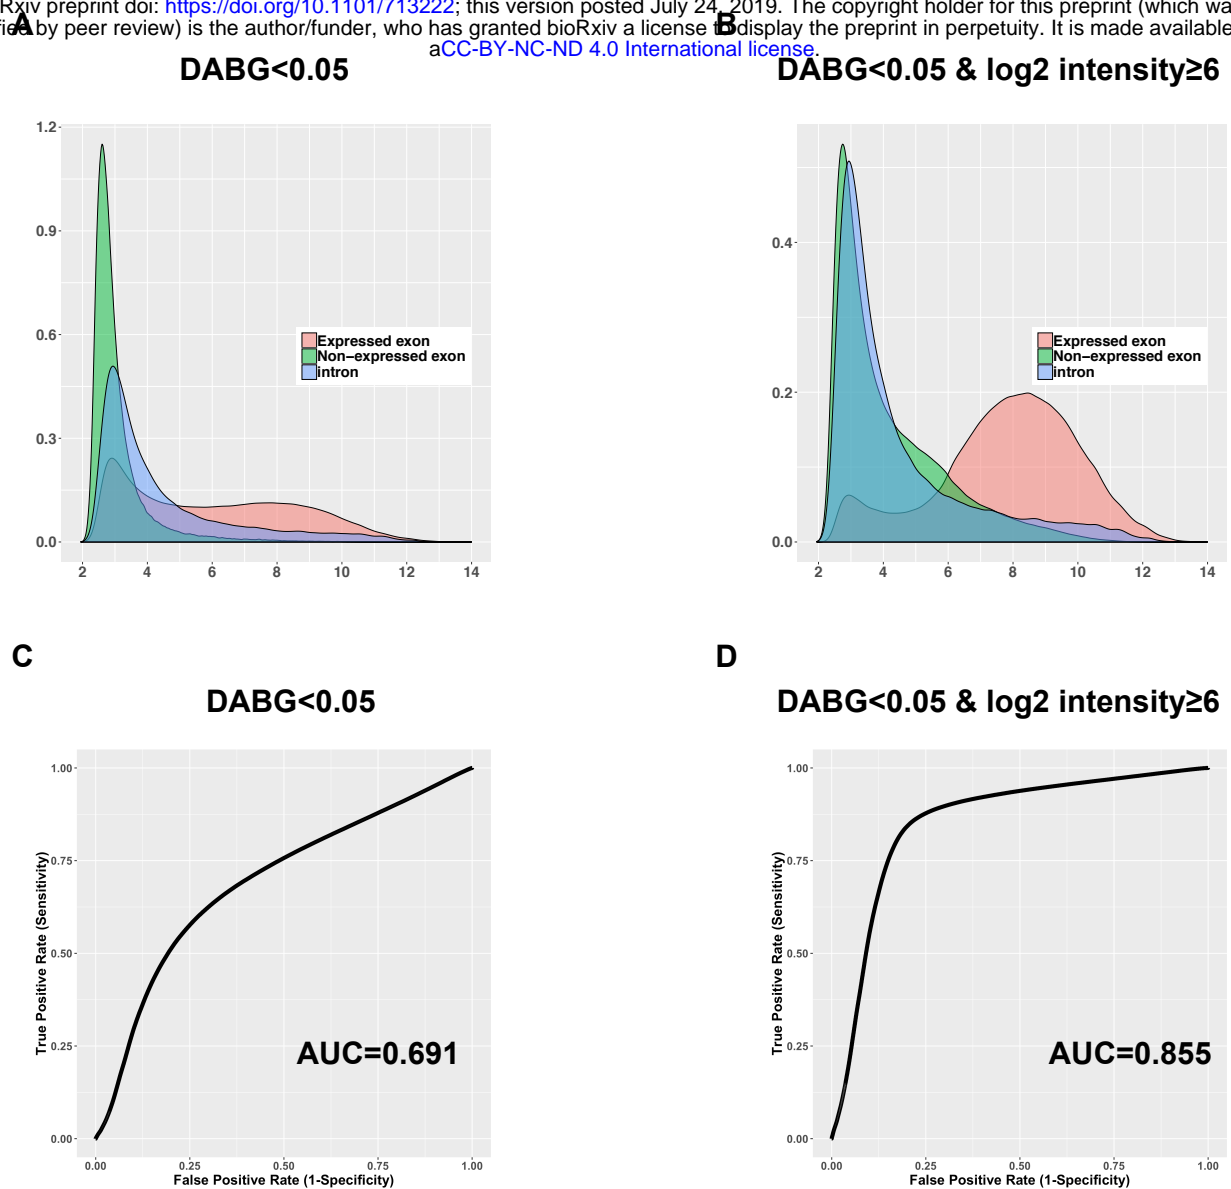 Rxiv preprint doi: https://doi.org/10.1101/713222; this version posted July 24, 2019. The copyright holder for this preprint (which wa
fied by peer review) is the author/funder, who has granted bioRxiv a license to display the preprint in perpetuity. It is made available
aCC-BY-NC-ND 4.0 International license.
A
B
DABG<0.05
DABG<0.05 & log2 intensity≥6
1.2
0.9
0.6
0.3
0.0
2 4 6 8 10 12 14
Expressed exon
Non−expressed exon
intron
0.4
0.2
0.0
2 4 6 8 10 12 14
Expressed exon
Non−expressed exon
intron
C
D
DABG<0.05
DABG<0.05 & log2 intensity≥6
True Positive Rate (Sensitivity)
1.00
0.75
0.50
0.25
0.00
AUC=0.691
0.00 0.25 0.50 0.75 1.00
False Positive Rate (1-Specificity)
True Positive Rate (Sensitivity)
1.00
0.75
0.50
0.25
0.00
AUC=0.855
0.00 0.25 0.50 0.75 1.00
False Positive Rate (1-Specificity)